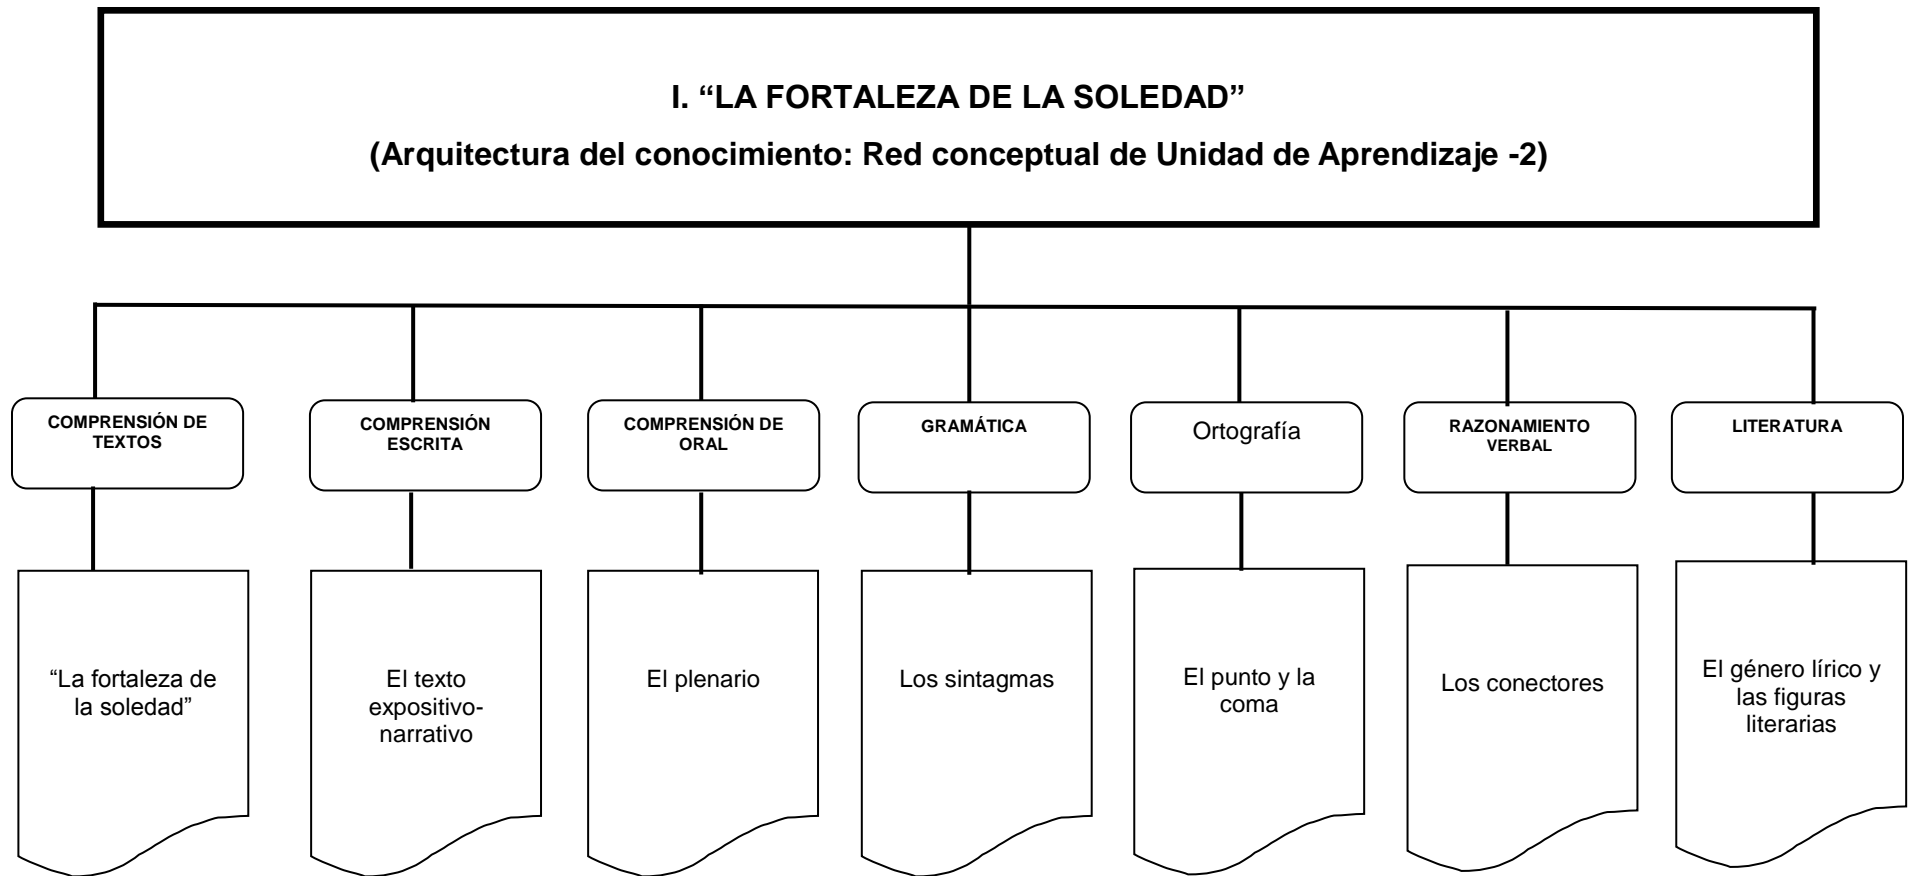 I. “LA FORTALEZA DE LA SOLEDAD”
(Arquitectura del conocimiento: Red conceptual de Unidad de Aprendizaje -2)
COMPRENSIÓN DE
TEXTOS
COMPRENSIÓN
ESCRITA
COMPRENSIÓN DE
ORAL
GRAMÁTICA
Ortografía
RAZONAMIENTO
VERBAL
LITERATURA
“La fortaleza de
la soledad”
El texto
expositivo-
narrativo
El plenario
Los sintagmas
El punto y la
coma
Los conectores
El género lírico y
las figuras
literarias